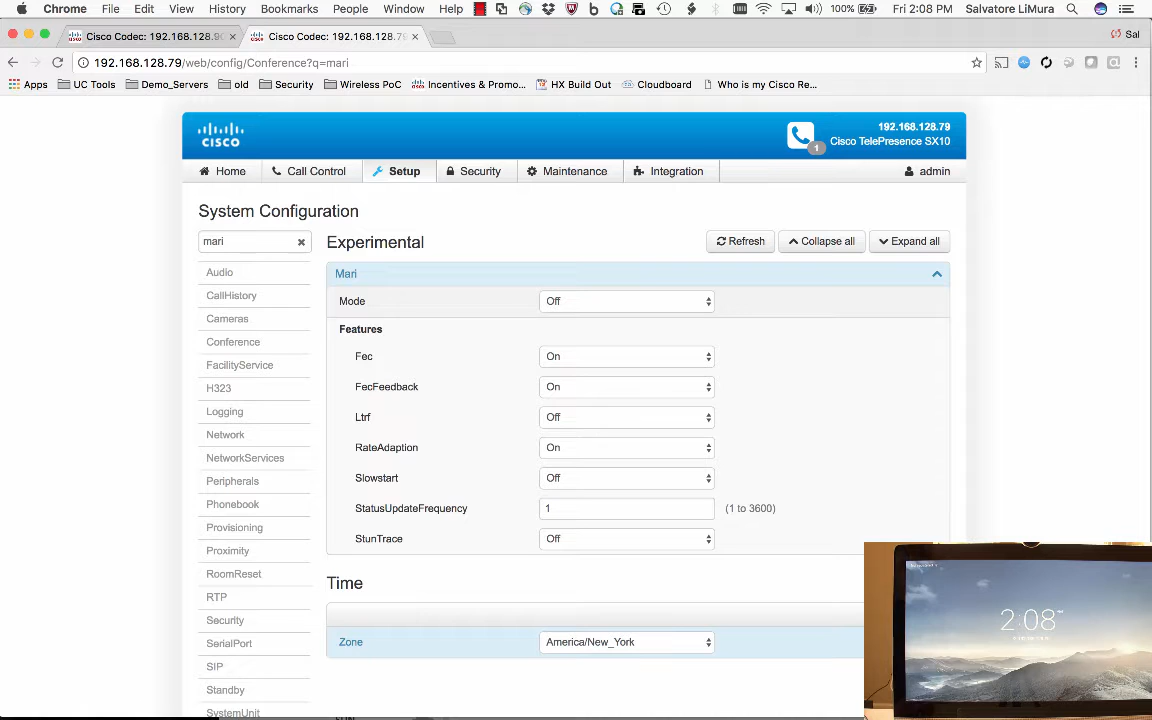 Chrome File Edit View History Bookmarks People Window Help 100% Fri 2:08 PM Salvatore LiMura
Cisco Codec: 192.168.128.90 × Cisco Codec: 192.168.128.79 × Sal
192.168.128.79/web/config/Conference?q=mari
Apps UC Tools Demo_Servers old Security Wireless PoC Incentives & Promo... HX Build Out Cloudboard Who is my Cisco Re...
cisco
192.168.128.79
Cisco TelePresence SX10
1
Home Call Control Setup Security Maintenance Integration admin
System Configuration
mari
Experimental
Refresh Collapse all Expand all
Audio
CallHistory
Cameras
Conference
FacilityService
H323
Logging
Network
NetworkServices
Peripherals
Phonebook
Provisioning
Proximity
RoomReset
RTP
Security
SerialPort
SIP
Standby
SystemUnit
Mari
Mode Off
Features
Fec On
FecFeedback On
Ltrf Off
RateAdaption On
Slowstart Off
StatusUpdateFrequency 1 (1 to 3600)
StunTrace Off
Time
Zone America/New_York
2:08